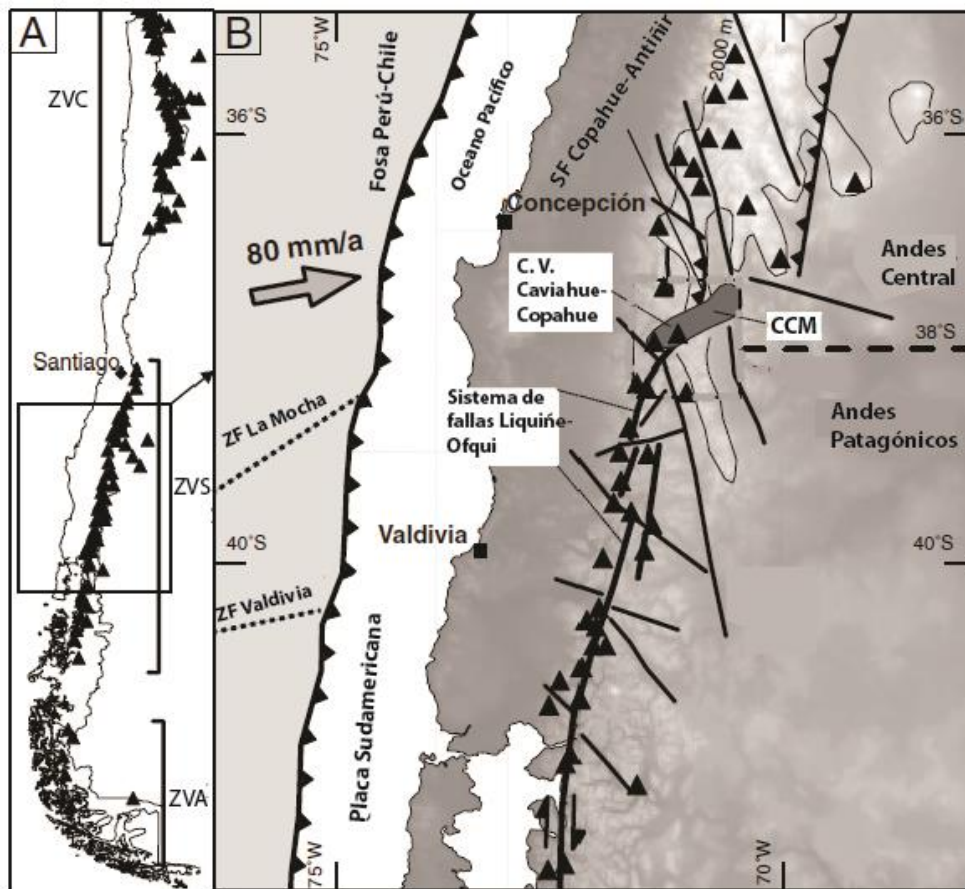 A
B
ZVC
Santiago
ZVS
ZVA
75°W
36°S
36°S
Fosa Perú-Chile
Oceano Pacífico
SF Copahue-Antiñir
2000 m
Concepción
80 mm/a
C. V.
Caviahue-
Copahue
CCM
Andes
Central
38°S
ZF La Mocha
Sistema de
fallas Liquiñe-
Ofqui
Andes
Patagónicos
Valdivia
40°S
40°S
ZF Valdivia
Placa Sudamericana
75°W
70°W